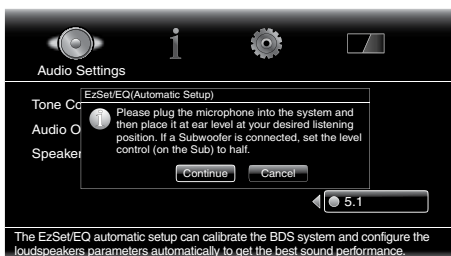 Audio Settings
Tone Co
EzSet/EQ(Automatic Setup)
Please plug the microphone into the system and
then place it at ear level at your desired listening
position. If a Subwoofer is connected, set the level
control (on the Sub) to half.
Audio O
Speaker
Continue Cancel
5.1
The EzSet/EQ automatic setup can calibrate the BDS system and configure the
loudspeakers parameters automatically to get the best sound performance.